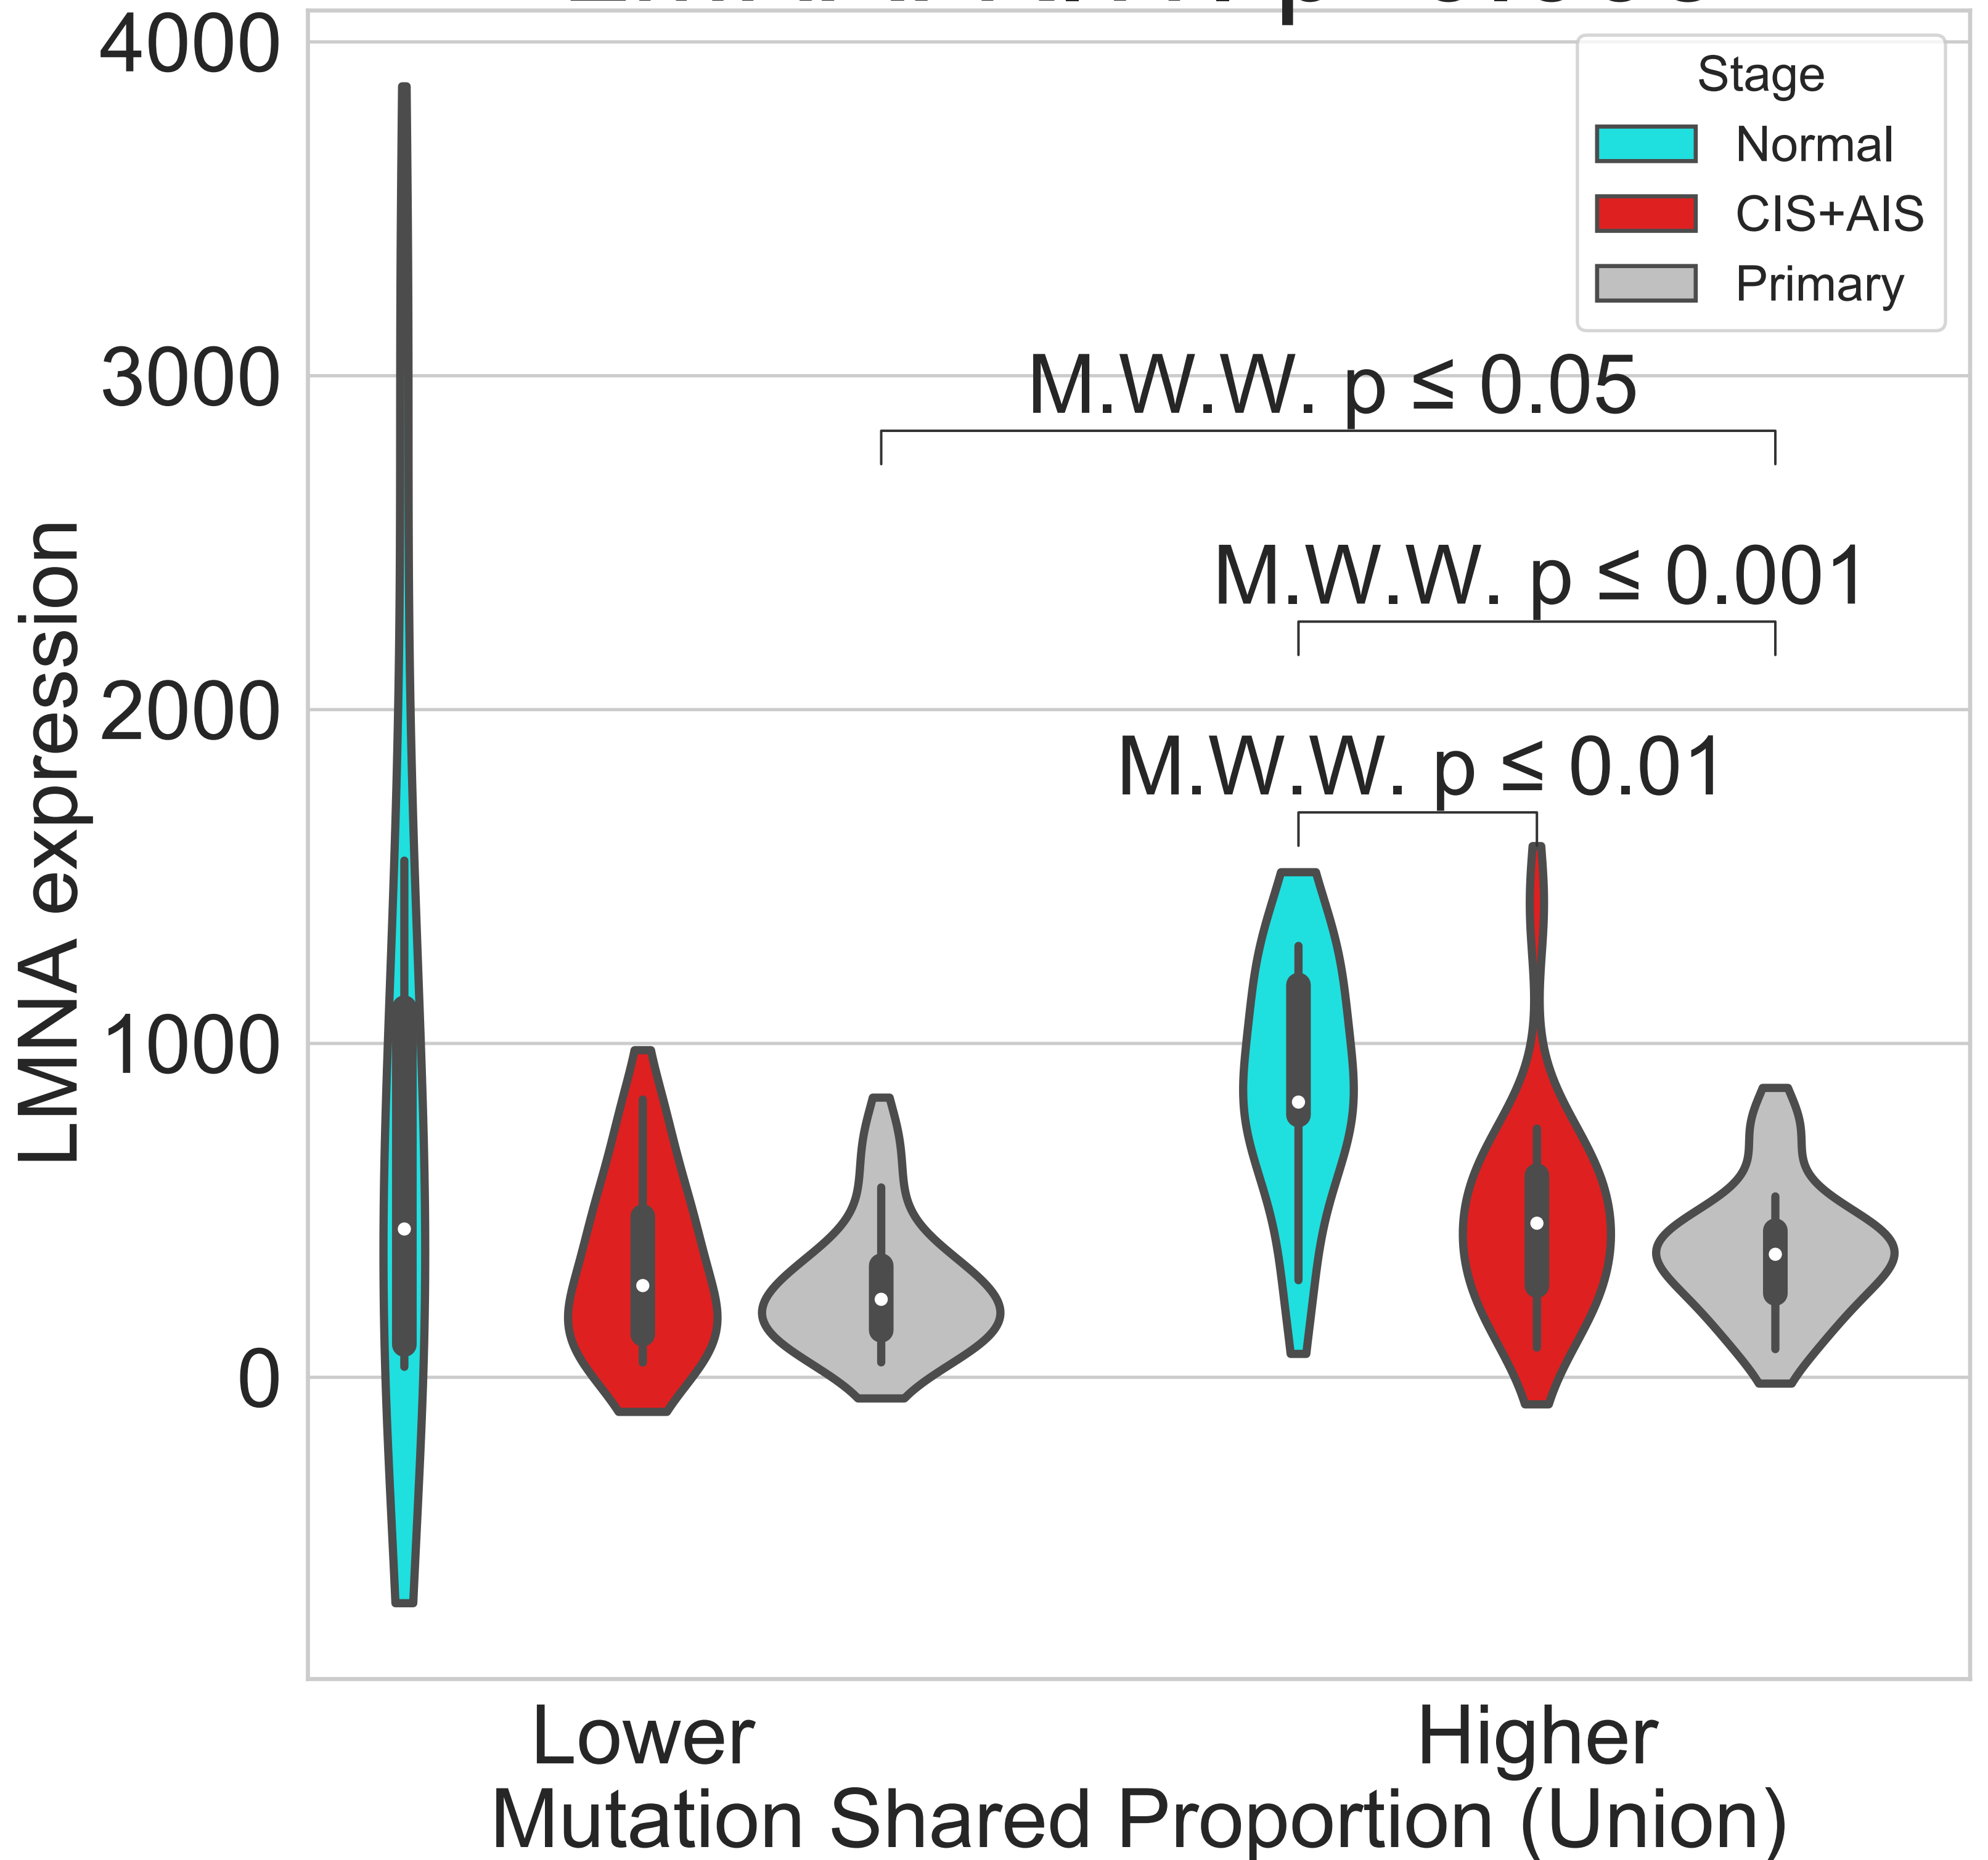 4000
3000
2000
1000
0
LMNA expression
Stage
Normal
CIS+AIS
Primary
M.W.W. p ≤ 0.05
M.W.W. p ≤ 0.001
M.W.W. p ≤ 0.01
Lower
Higher
Mutation Shared Proportion (Union)